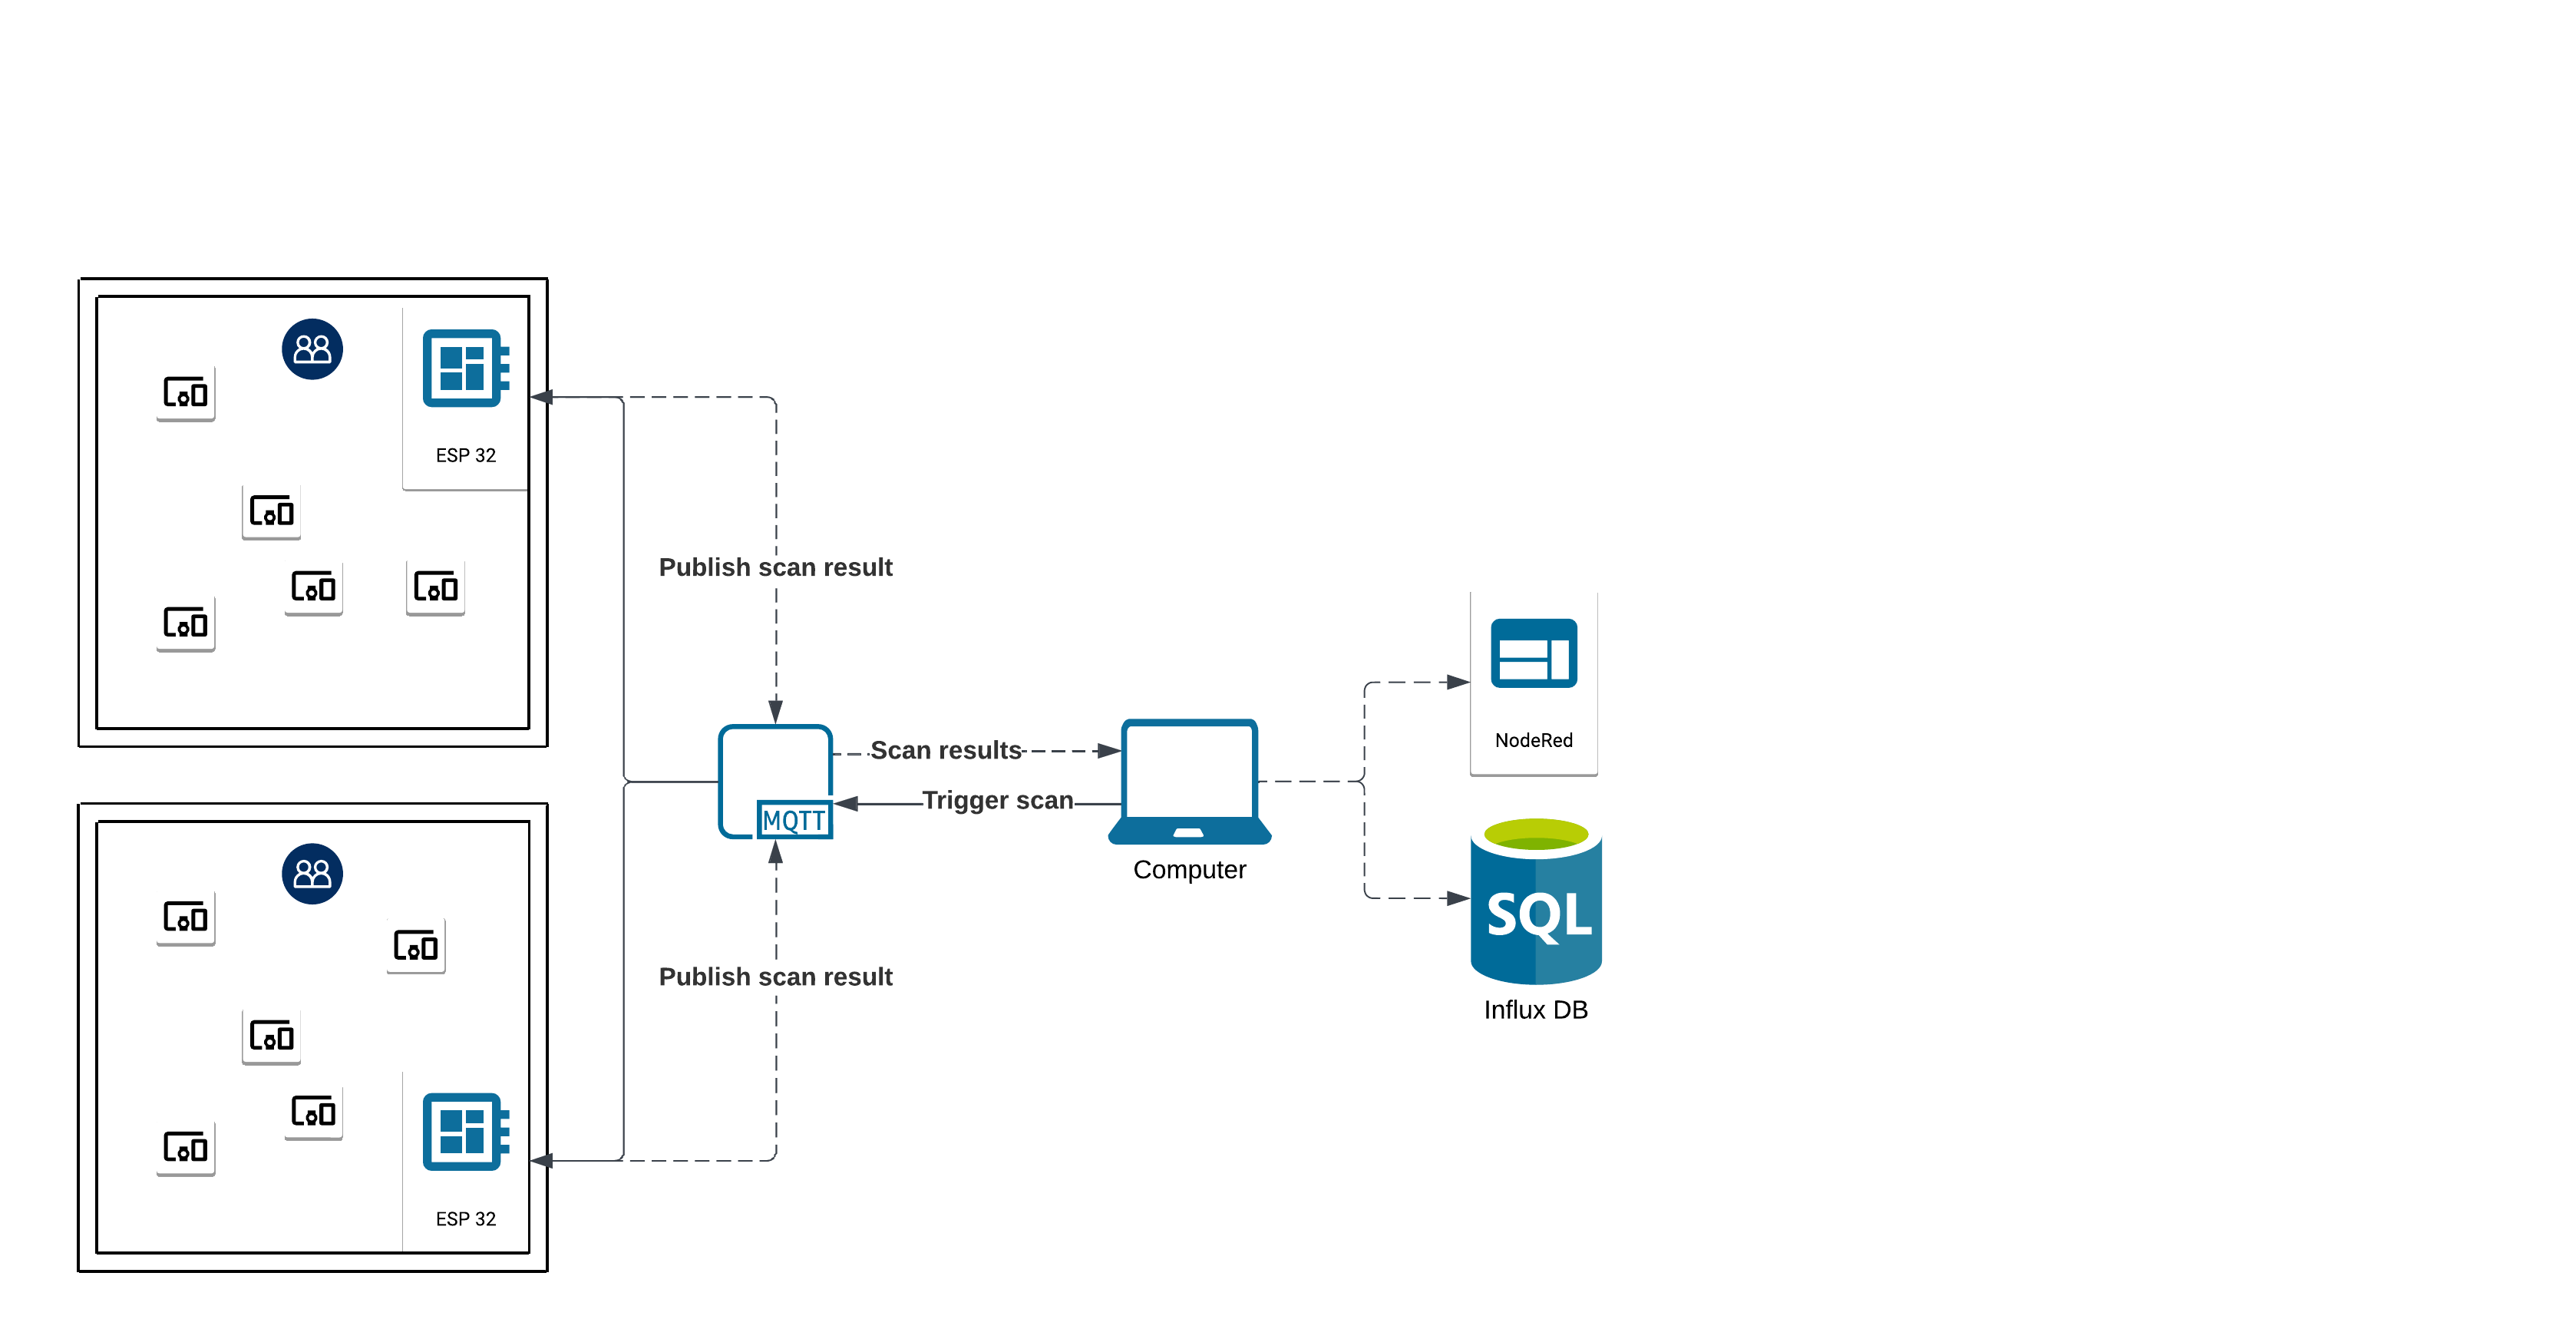 ESP 32
Publish scan result
Scan results
Trigger scan
MQTT
Computer
NodeRed
SQL
Influx DB
Publish scan result
ESP 32